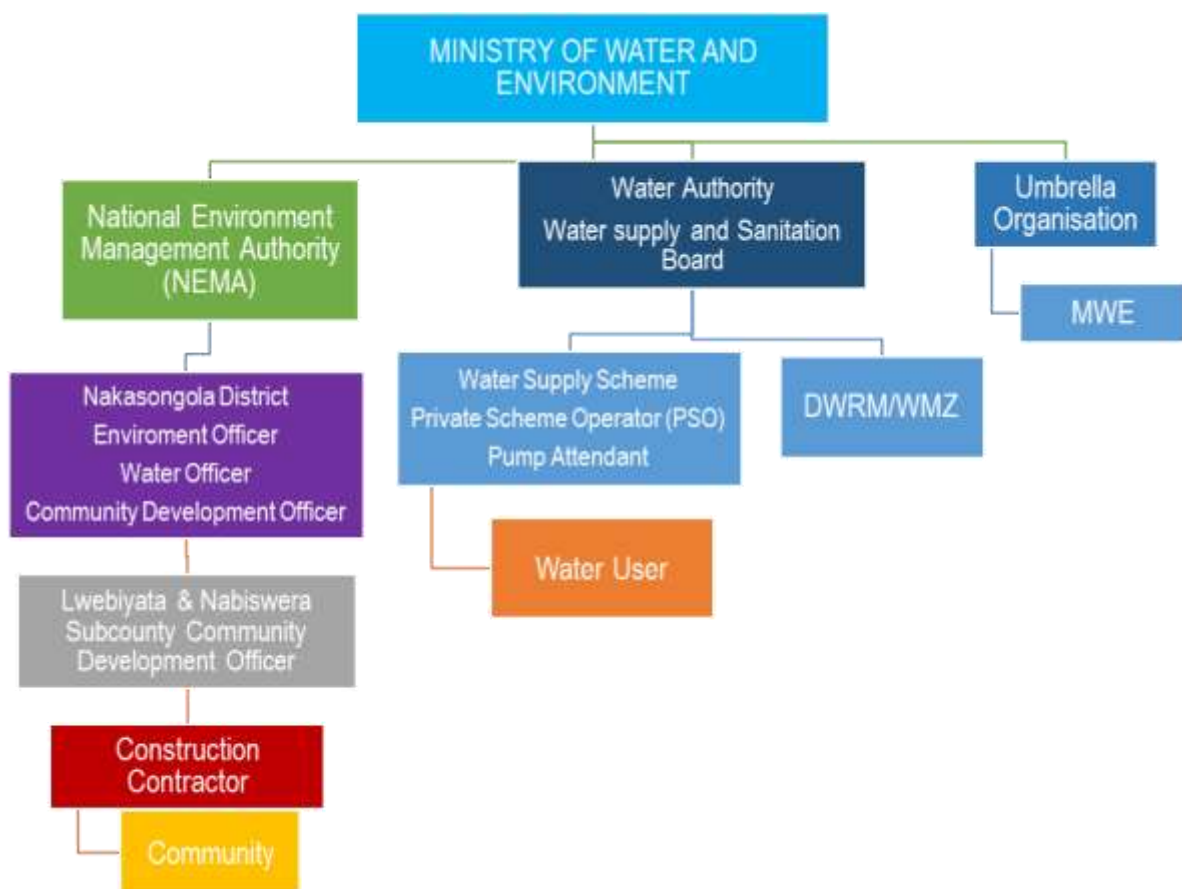 MINISTRY OF WATER AND
ENVIRONMENT
National Environment
Management Authority
(NEMA)
Water Authority
Water supply and Sanitation
Board
Umbrella
Organisation
MWE
Nakasongola District
Enviroment Officer
Water Officer
Community Development Officer
Water Supply Scheme
Private Scheme Operator (PSO)
Pump Attendant
DWRM/WMZ
Water User
Lwebiyata & Nabiswera
Subcounty Community
Development Officer
Construction
Contractor
Community